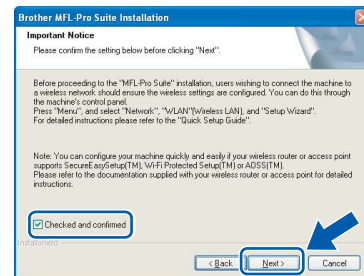 Brother MFL-Pro Suite Installation
Important Notice
Please confirm the setting below before clicking "Next".
Before proceeding to the "MFL-Pro Suite" installation, users wishing to connect the machine to
a wireless network should ensure the wireless settings are configured. You can do this through
the machine's control panel.
Press "Menu", and select "Network", "WLAN"(Wireless LAN), and "Setup Wizard".
For detailed instructions please refer to the "Quick Setup Guide".
Note: You can configure your machine quickly and easily if your wireless router or access point
supports SecureEasySetup(TM), Wi-Fi Protected Setup(TM) or AOSS(TM).
Please refer to the documentation supplied with your wireless router or access point for detailed
instructions.
Checked and confirmed
InstallShield
< Back
Next >
Cancel